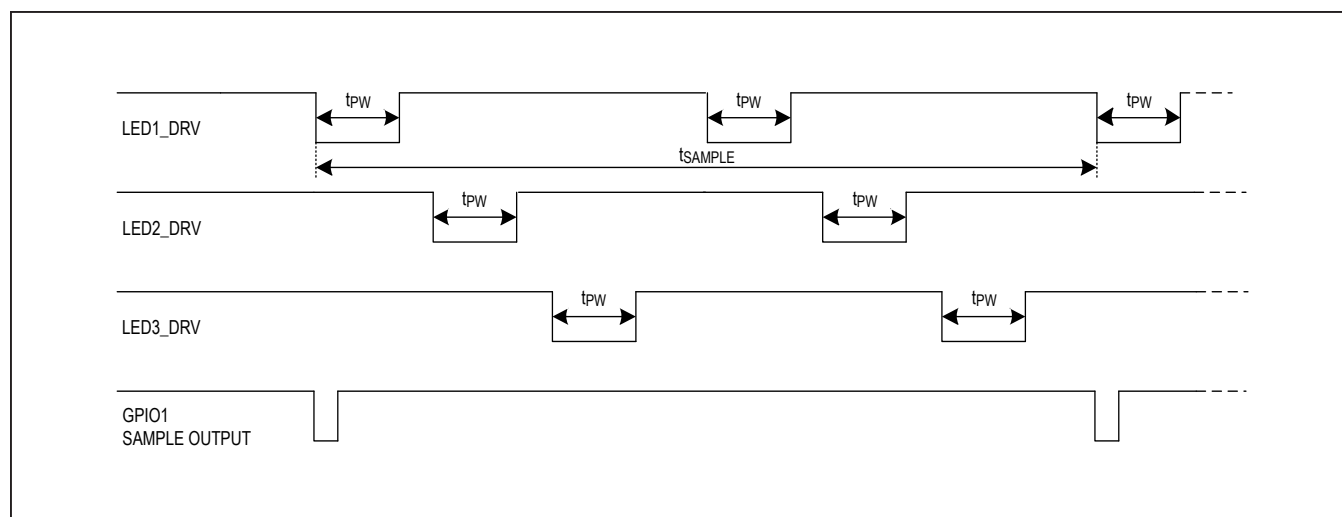 tPW tPW tPW
LED1_DRV
tSAMPLE
tPW tPW
LED2_DRV
tPW tPW
LED3_DRV
GPIO1
SAMPLE OUTPUT